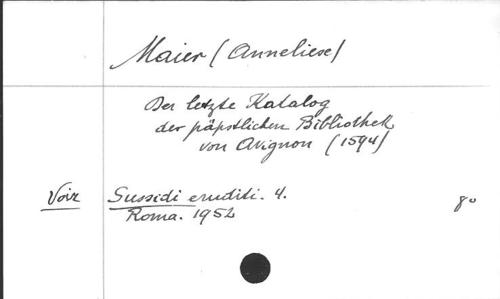 Maier (Anneliese)
Der letzte Katalog
der päpstlichen Bibliothek
von Avignon (1594)
Voir Sussidi eruditi. 4. 8°
Roma. 1952